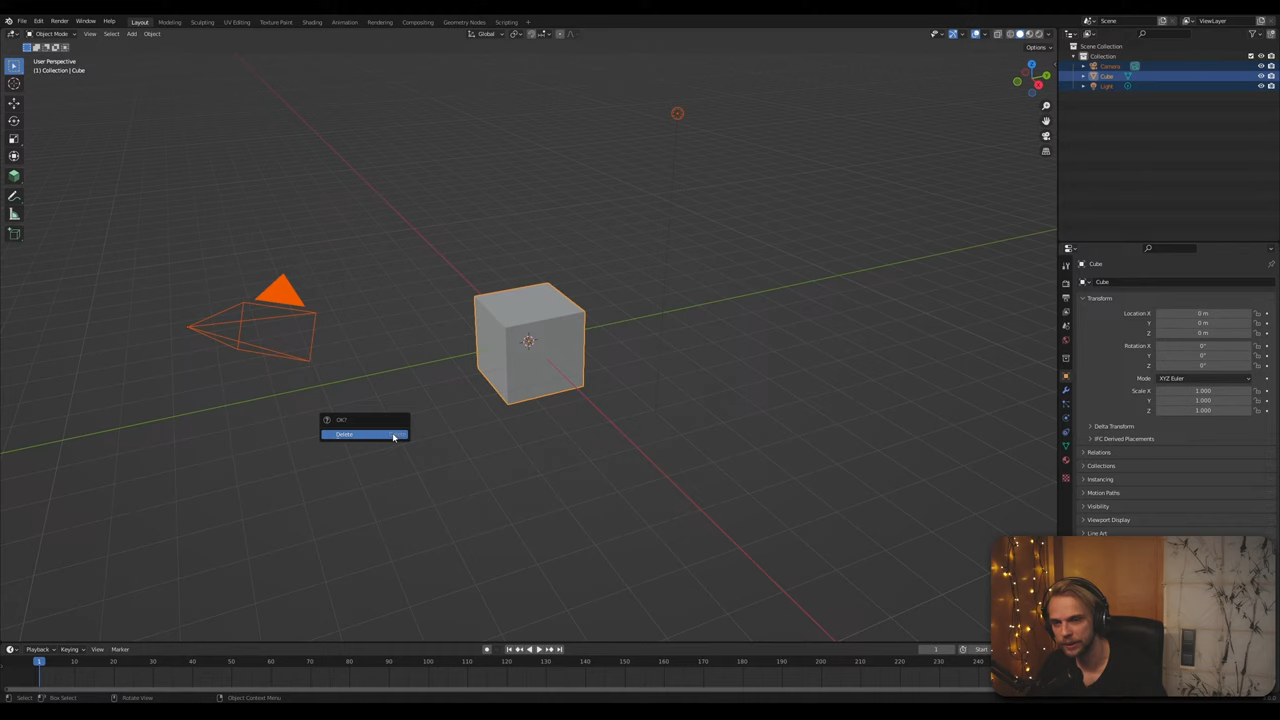 File Edit Render Window Help Layout Modeling Sculpting UV Editing Texture Paint Shading Animation Rendering Compositing Geometry Nodes Scripting Scene ViewLayer
Object Mode View Select Add Object Global
Options
User Perspective
(1) Collection | Cube
Scene Collection
Collection
Camera
Cube
Light
Z
Y
X
OK?
Delete
Cube
Cube
Transform
Location X 0 m
Y 0 m
Z 0 m
Rotation X 0°
Y 0°
Z 0°
Mode XYZ Euler
Scale X 1.000
Y 1.000
Z 1.000
Delta Transform
IFC Derived Placements
Relations
Collections
Instancing
Motion Paths
Visibility
Viewport Display
Line Art
Playback Keying View Marker 1 Start
1 10 20 30 40 50 60 70 80 90 100 110 120 130 140 150 160 170 180 190 200 210 220 230 240
Select Box Select Rotate View Object Context Menu